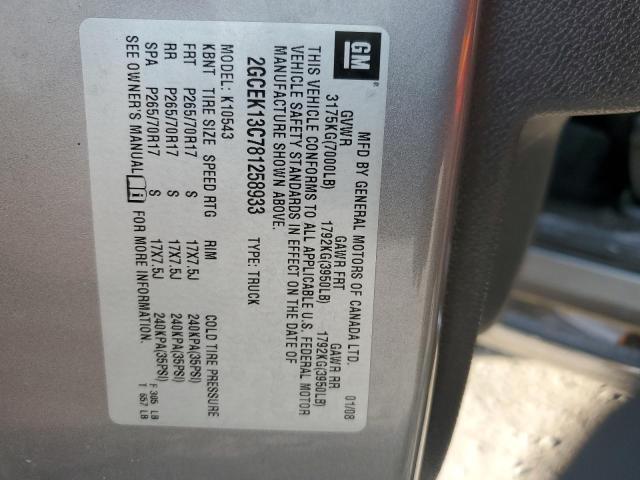 GM
MFD BY GENERAL MOTORS OF CANADA LTD. 01/08
GVWR GAWR FRT GAWR RR
3175KG(7000LB) 1792KG(3950LB) 1792KG(3950LB)
THIS VEHICLE CONFORMS TO ALL APPLICABLE U.S. FEDERAL MOTOR
VEHICLE SAFETY STANDARDS IN EFFECT ON THE DATE OF
MANUFACTURE SHOWN ABOVE.
2GCEK13C781258933 TYPE: TRUCK
MODEL: K10543
KBNT TIRE SIZE SPEED RTG RIM COLD TIRE PRESSURE
FRT P265/70R17 S 17X7.5J 240KPA(35PSI)
RR P265/70R17 S 17X7.5J 240KPA(35PSI)
SPA P265/70R17 S 17X7.5J 240KPA(35PSI)
SEE OWNER'S MANUAL FOR MORE INFORMATION.
F 305 LB
T 657 LB